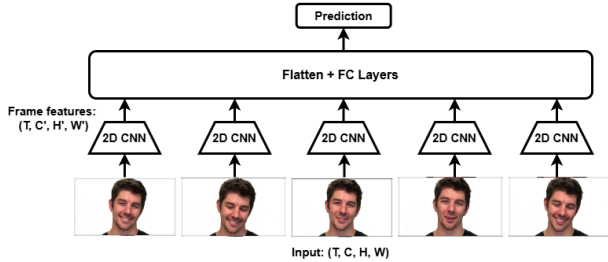 Prediction
Flatten + FC Layers
Frame features:
(T, C', H', W')
2D CNN 2D CNN 2D CNN 2D CNN 2D CNN
Input: (T, C, H, W)